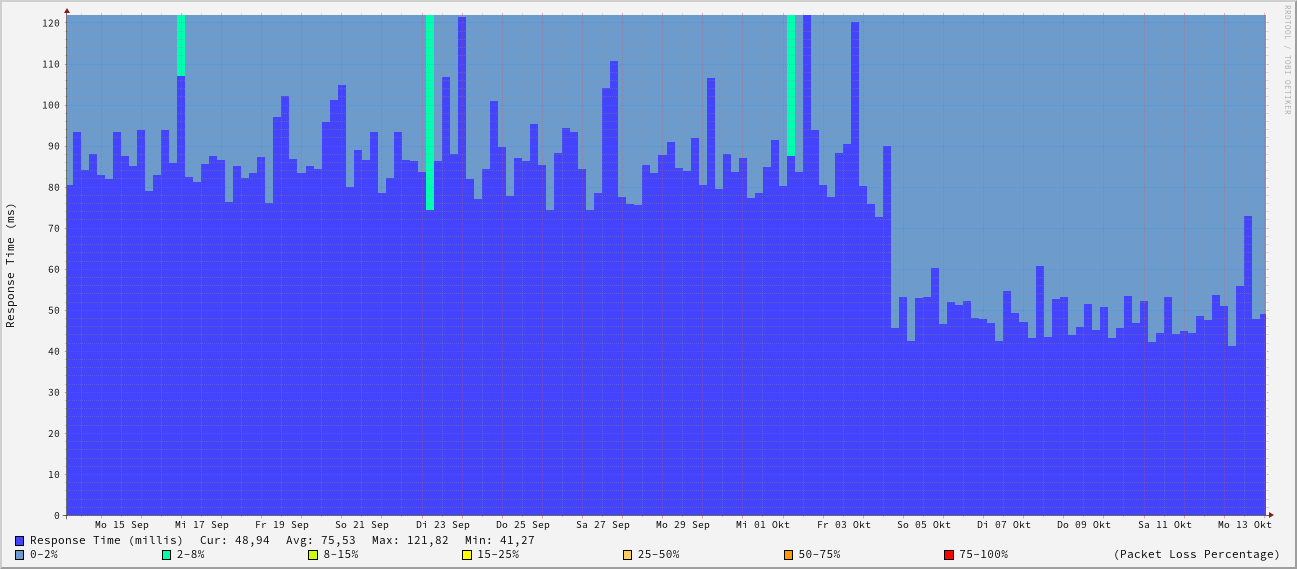 RRDTOOL / TOBI OETIKER
Response Time (ms)
120
110
100
90
80
70
60
50
40
30
20
10
0
Mo 15 Sep Mi 17 Sep Fr 19 Sep So 21 Sep Di 23 Sep Do 25 Sep Sa 27 Sep Mo 29 Sep Mi 01 Okt Fr 03 Okt So 05 Okt Di 07 Okt Do 09 Okt Sa 11 Okt Mo 13 Okt
Response Time (millis) Cur: 48,94 Avg: 75,53 Max: 121,82 Min: 41,27
0-2% 2-8% 8-15% 15-25% 25-50% 50-75% 75-100% (Packet Loss Percentage)